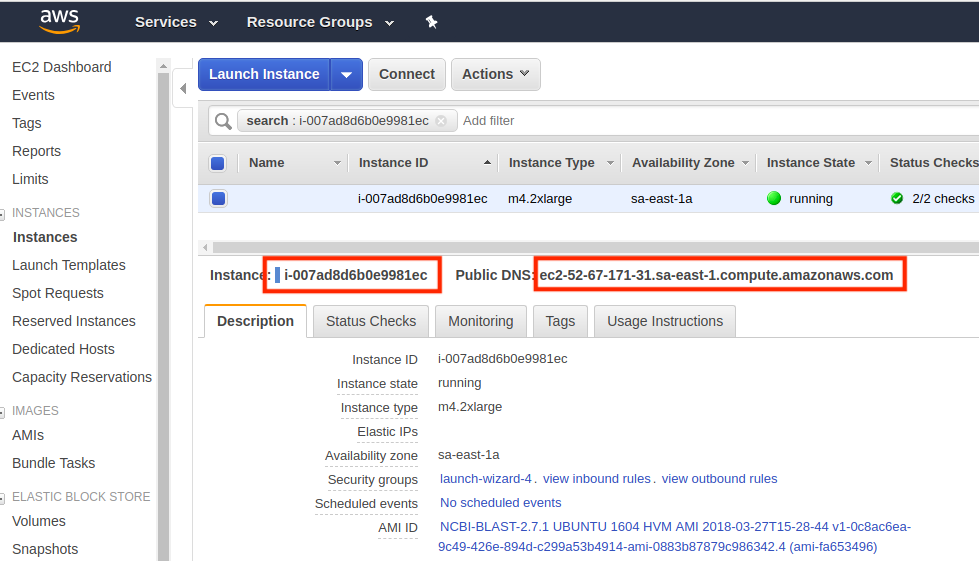 aws Services Resource Groups
EC2 Dashboard
Events
Tags
Reports
Limits
INSTANCES
Instances
Launch Templates
Spot Requests
Reserved Instances
Dedicated Hosts
Capacity Reservations
IMAGES
AMIs
Bundle Tasks
ELASTIC BLOCK STORE
Volumes
Snapshots
Launch Instance Connect Actions
search : i-007ad8d6b0e9981ec Add filter
Name Instance ID Instance Type Availability Zone Instance State Status Checks
i-007ad8d6b0e9981ec m4.2xlarge sa-east-1a running 2/2 checks
Instance: i-007ad8d6b0e9981ec Public DNS: ec2-52-67-171-31.sa-east-1.compute.amazonaws.com
Description Status Checks Monitoring Tags Usage Instructions
Instance ID i-007ad8d6b0e9981ec
Instance state running
Instance type m4.2xlarge
Elastic IPs
Availability zone sa-east-1a
Security groups launch-wizard-4. view inbound rules. view outbound rules
Scheduled events No scheduled events
AMI ID NCBI-BLAST-2.7.1 UBUNTU 1604 HVM AMI 2018-03-27T15-28-44 v1-0c8ac6ea-
9c49-426e-894d-c299a53b4914-ami-0883b87879c986342.4 (ami-fa653496)